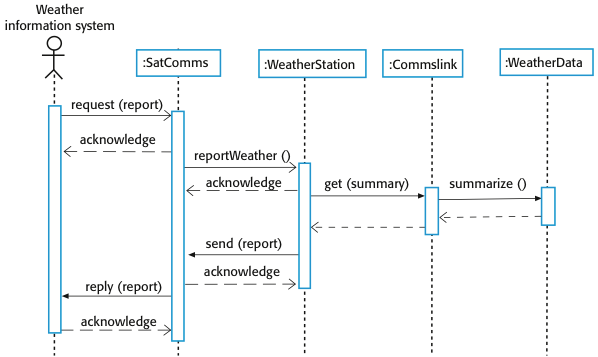 Weather
information system
:SatComms
:WeatherStation
:Commslink
:WeatherData
request (report)
acknowledge
reportWeather ()
acknowledge
get (summary)
summarize ()
send (report)
acknowledge
reply (report)
acknowledge